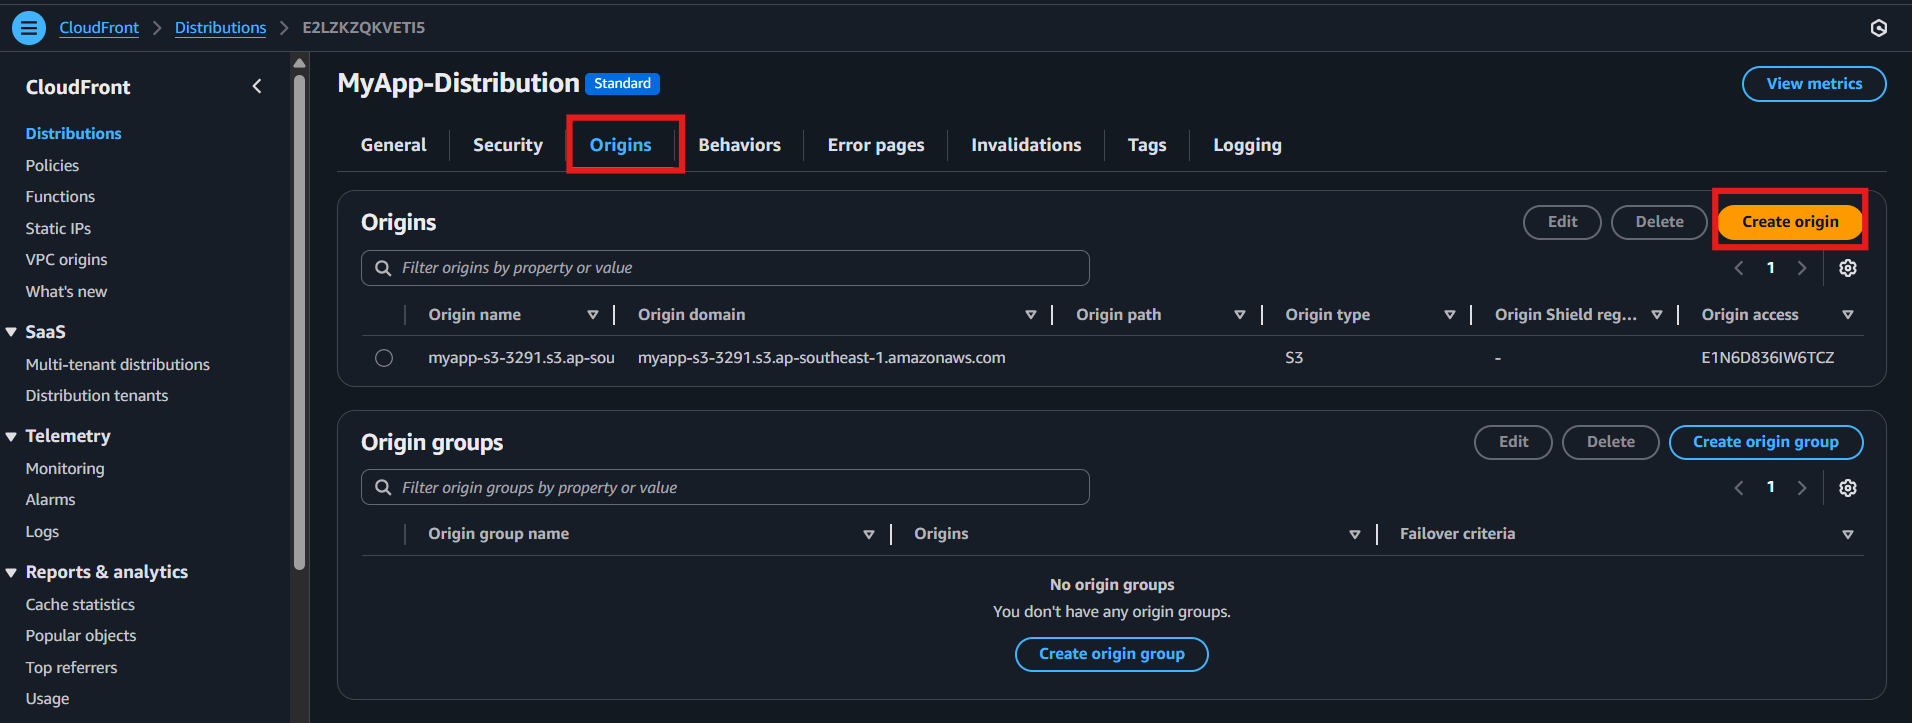 CloudFront > Distributions > E2LZKZQKVETI5
CloudFront
Distributions
Policies
Functions
Static IPs
VPC origins
What's new
SaaS
Multi-tenant distributions
Distribution tenants
Telemetry
Monitoring
Alarms
Logs
Reports & analytics
Cache statistics
Popular objects
Top referrers
Usage
MyApp-Distribution Standard
View metrics
General Security Origins Behaviors Error pages Invalidations Tags Logging
Origins
Edit Delete Create origin
Filter origins by property or value
1
Origin name Origin domain Origin path Origin type Origin Shield reg... Origin access
myapp-s3-3291.s3.ap-sou myapp-s3-3291.s3.ap-southeast-1.amazonaws.com S3 - E1N6D836IW6TCZ
Origin groups
Edit Delete Create origin group
Filter origin groups by property or value
1
Origin group name Origins Failover criteria
No origin groups
You don't have any origin groups.
Create origin group